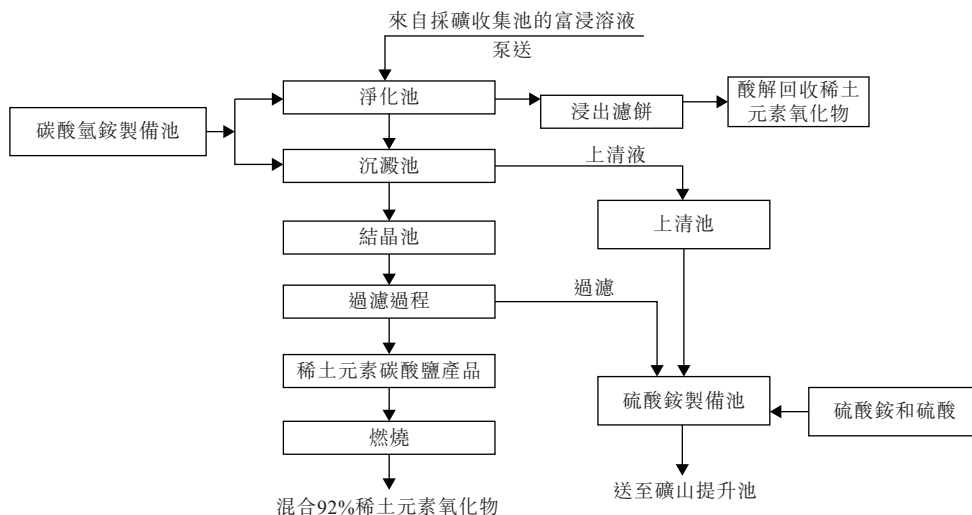 來自採礦收集池的富浸溶液
泵送
淨化池
浸出濾餅
酸解回收稀土
元素氧化物
碳酸氫銨製備池
沉澱池
上清液
上清池
結晶池
過濾過程
過濾
稀土元素碳酸鹽產品
硫酸銨製備池
硫酸銨和硫酸
燃燒
混合92%稀土元素氧化物
送至礦山提升池